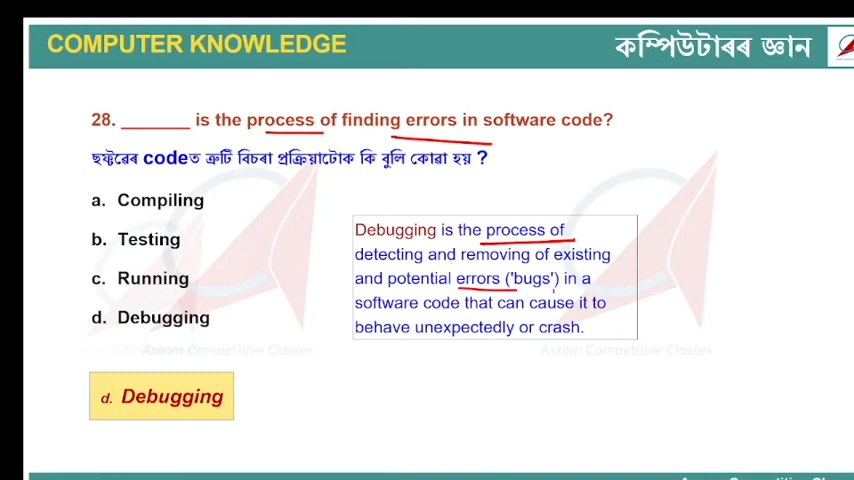 COMPUTER KNOWLEDGE
কম্পিউটাৰৰ জ্ঞান
28. _______ is the process of finding errors in software code?
ছফ্টৱেৰ codeত ত্ৰুটি বিচৰা প্ৰক্ৰিয়াটোক কি বুলি কোৱা হয় ?
a. Compiling
b. Testing
c. Running
d. Debugging
Debugging is the process of
detecting and removing of existing
and potential errors ('bugs') in a
software code that can cause it to
behave unexpectedly or crash.
Assam Competitive Classes
Assam Competitive Classes
d. Debugging